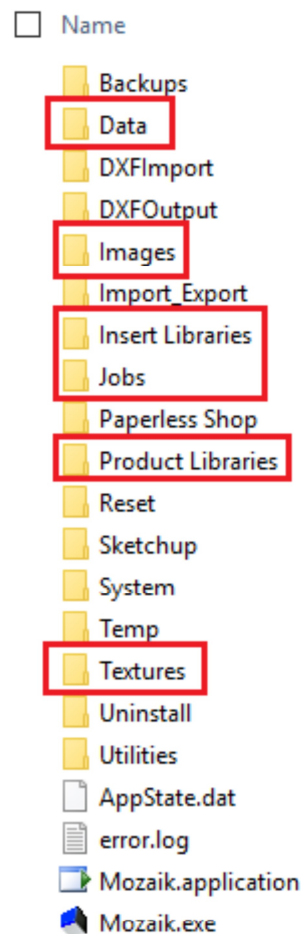 Name
Backups
Data
DXFImport
DXFOutput
Images
Import_Export
Insert Libraries
Jobs
Paperless Shop
Product Libraries
Reset
Sketchup
System
Temp
Textures
Uninstall
Utilities
AppState.dat
error.log
Mozaik.application
Mozaik.exe